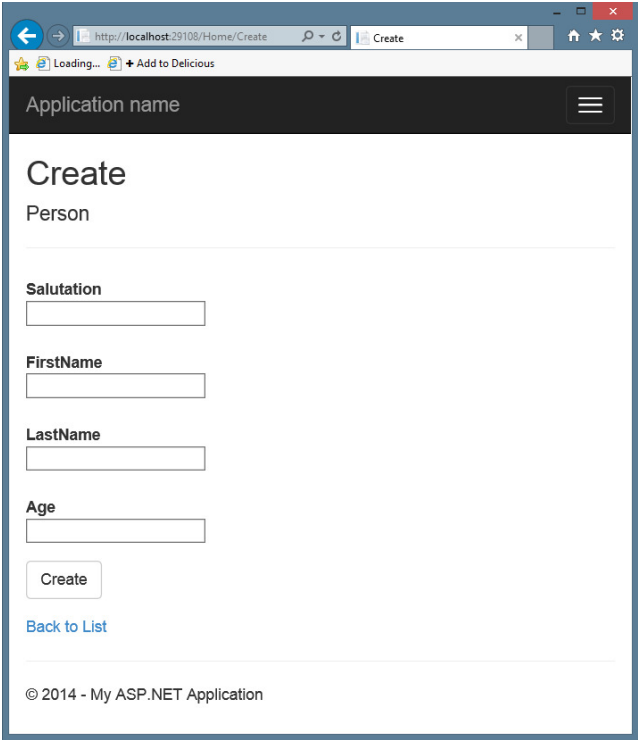 http://localhost:29108/Home/Create
Create
Loading... + Add to Delicious
Application name
Create
Person
Salutation
FirstName
LastName
Age
Create
Back to List
© 2014 - My ASP.NET Application